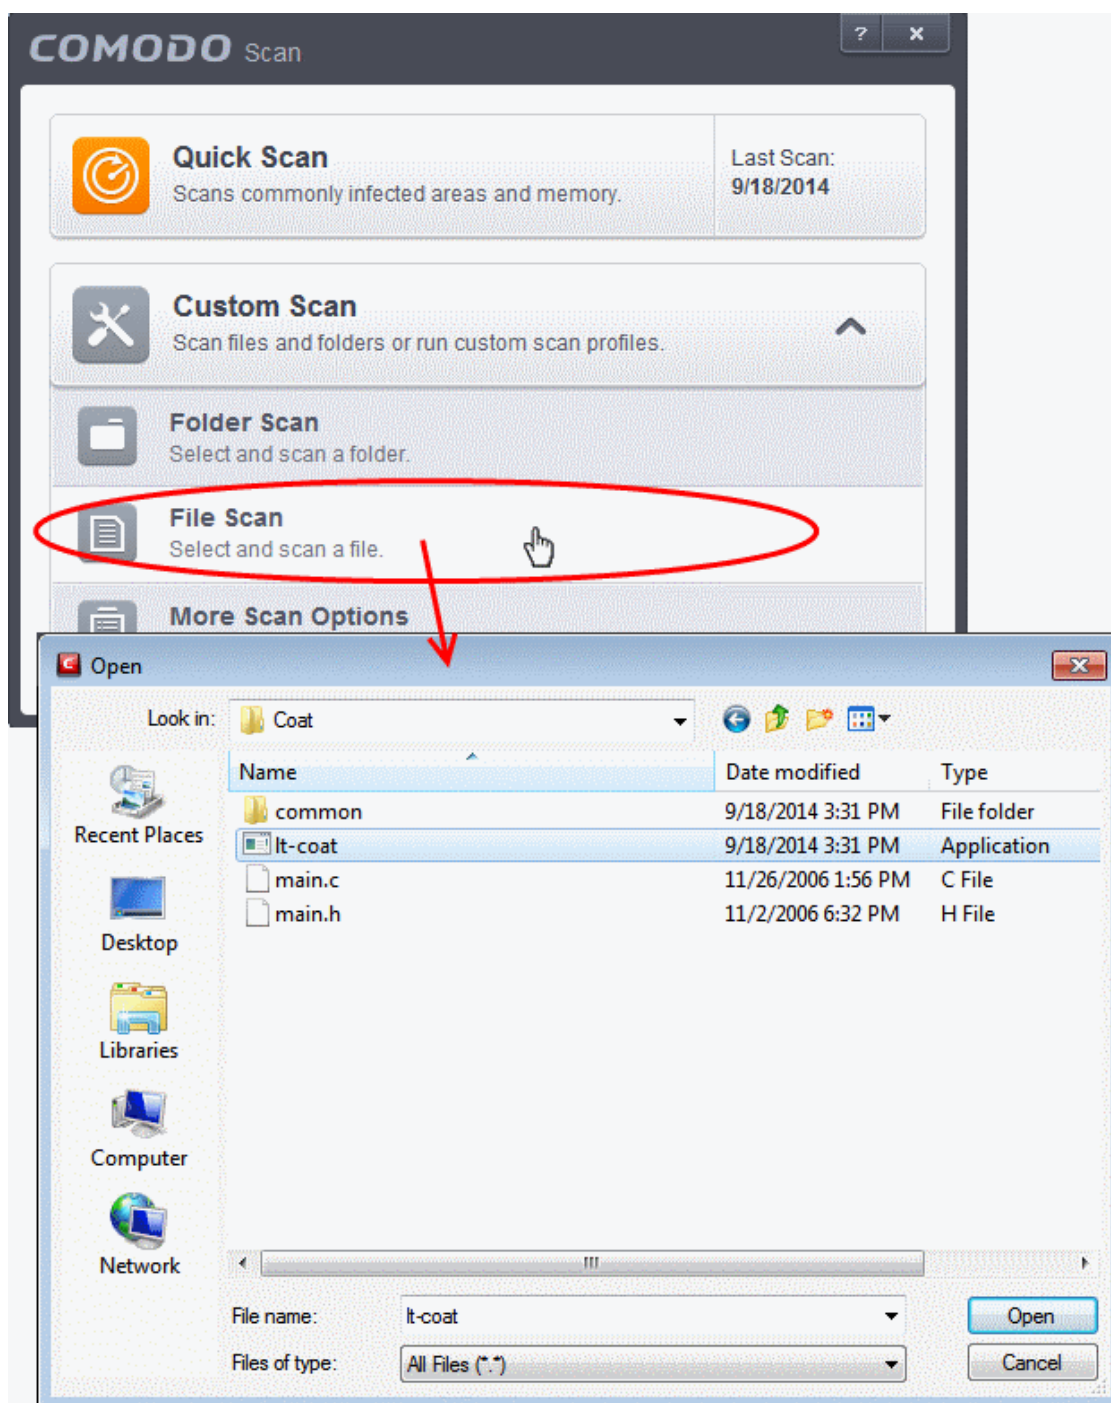 COMODO Scan
? x
Quick Scan
Scans commonly infected areas and memory.
Last Scan:
9/18/2014
Custom Scan
Scan files and folders or run custom scan profiles.
Folder Scan
Select and scan a folder.
File Scan
Select and scan a file.
More Scan Options
Open
Look in: Coat
Name Date modified Type
common 9/18/2014 3:31 PM File folder
lt-coat 9/18/2014 3:31 PM Application
main.c 11/26/2006 1:56 PM C File
main.h 11/2/2006 6:32 PM H File
Recent Places
Desktop
Libraries
Computer
Network
File name: lt-coat Open
Files of type: All Files (*.*) Cancel